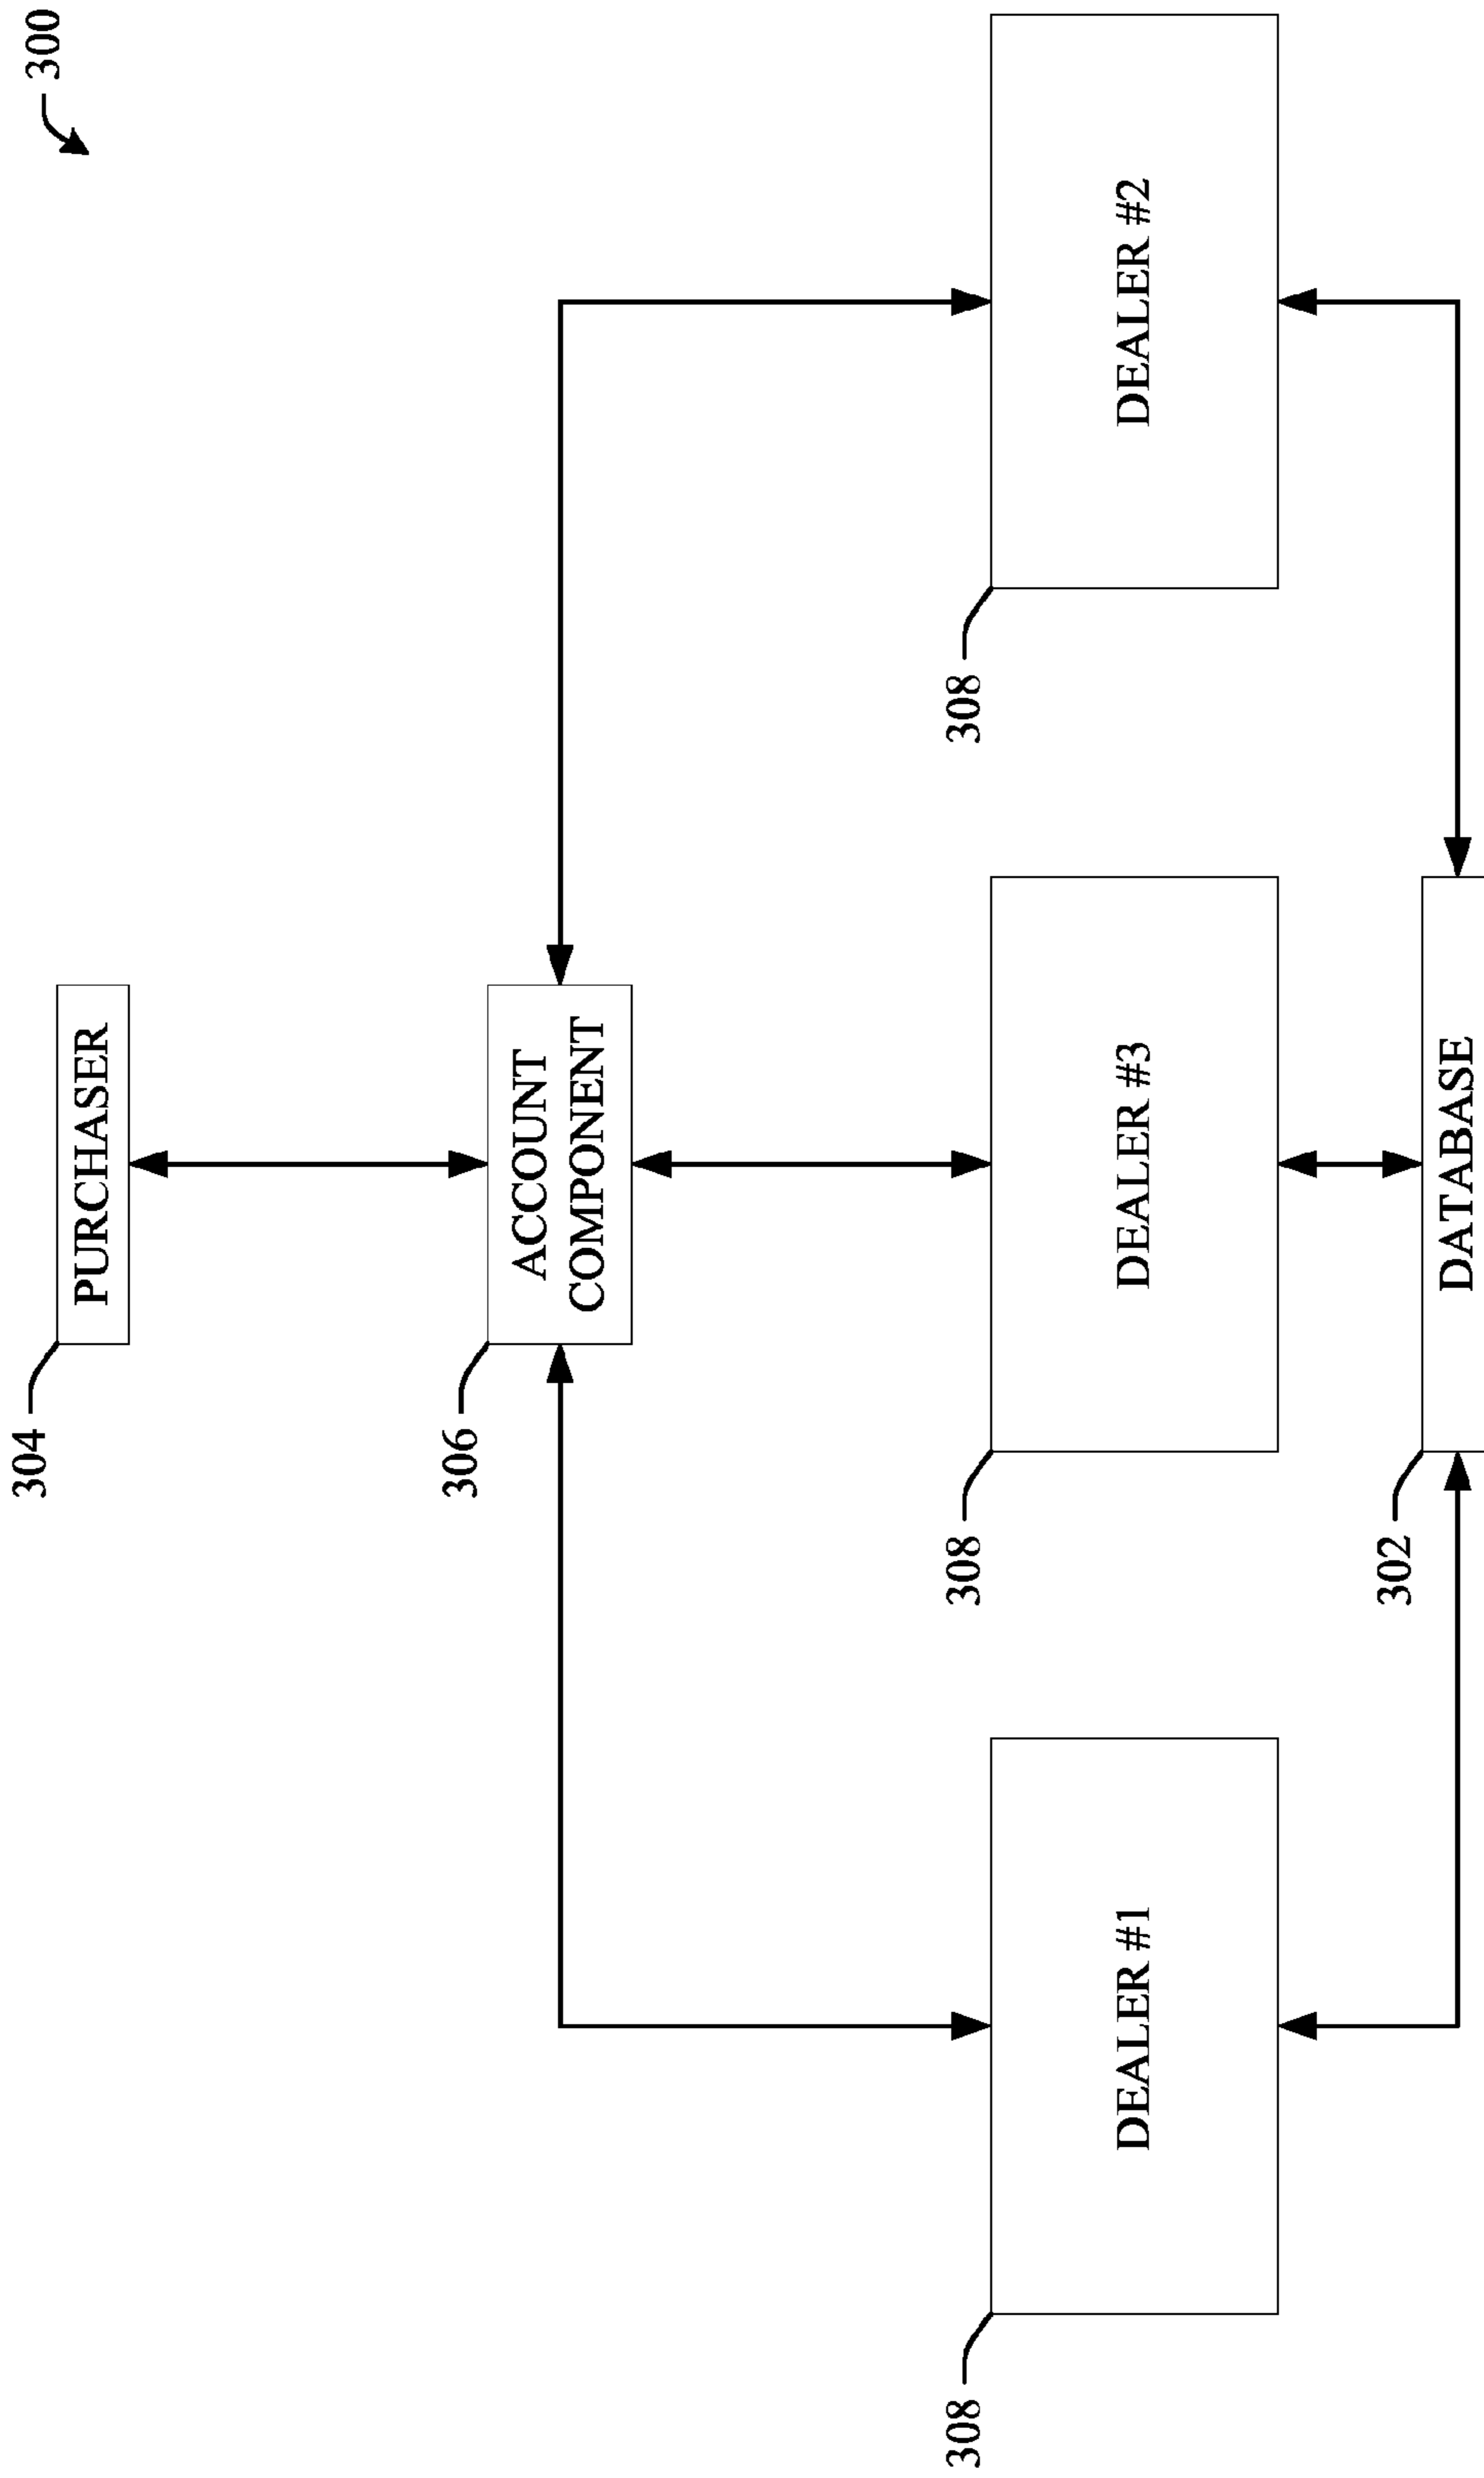 300
304
PURCHASER
306
ACCOUNT
COMPONENT
308
DEALER #1
308
DEALER #3
308
DEALER #2
302
DATABASE